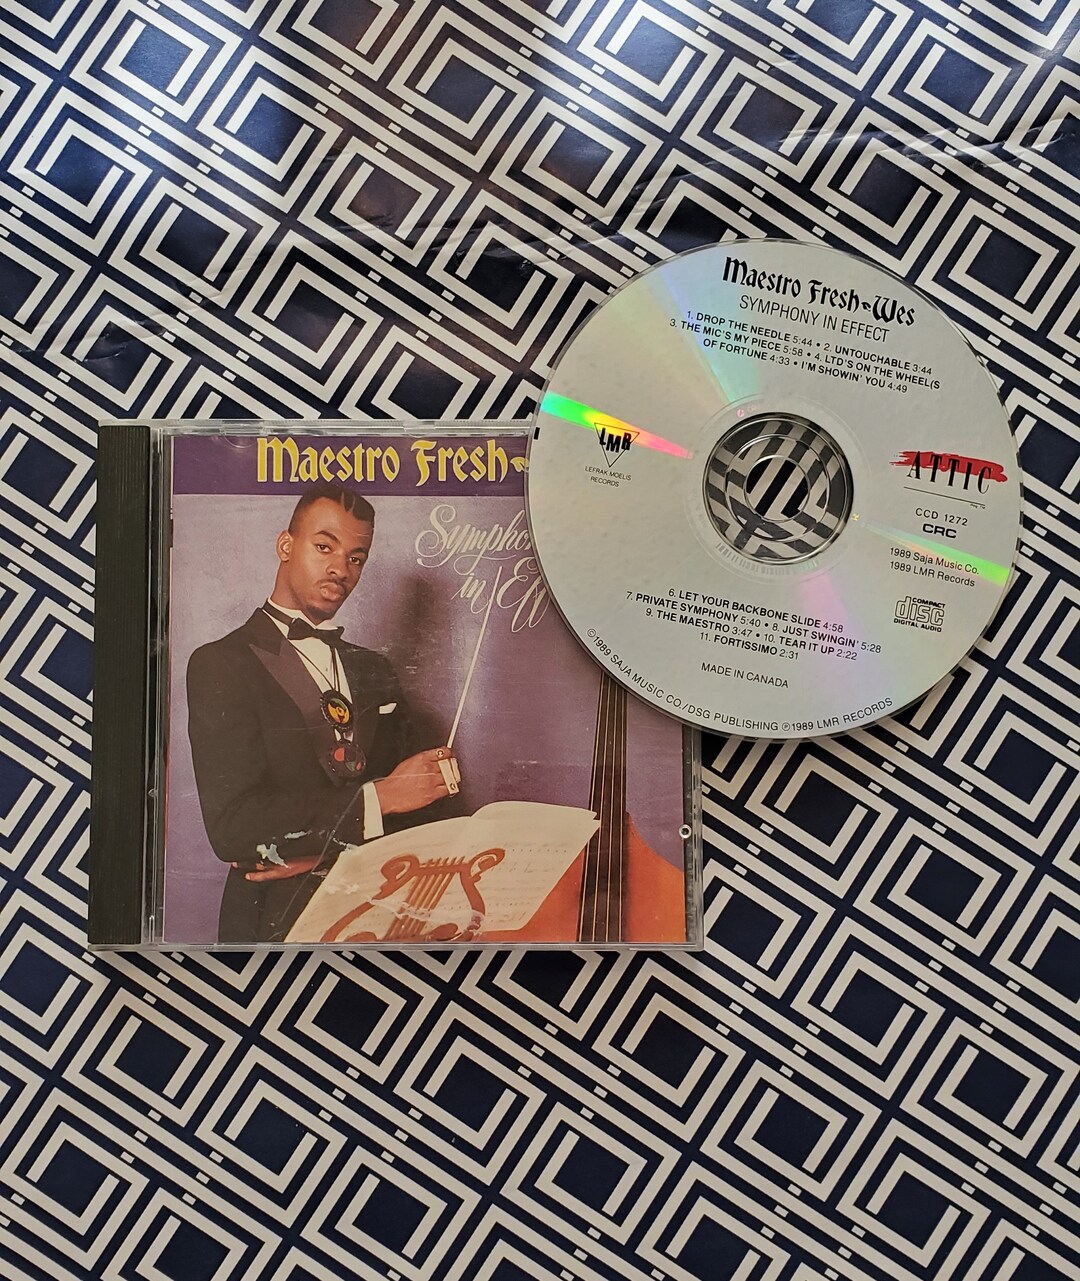 Maestro Fresh
Symphon
in Eff
Maestro Fresh-Wes
SYMPHONY IN EFFECT
1. DROP THE NEEDLE 5:44 • 2. UNTOUCHABLE 3:44
3. THE MIC'S MY PIECE 5:58 • 4. LTD'S ON THE WHEEL(S
OF FORTUNE 4:33 • I'M SHOWIN' YOU 4:49
LMR
LEFRAK MOELIS
RECORDS
ATTIC
CCD 1272
CRC
1989 Saja Music Co.
1989 LMR Records
COMPACT
disc
DIGITAL AUDIO
6. LET YOUR BACKBONE SLIDE 4:58
7. PRIVATE SYMPHONY 5:40 • 8. JUST SWINGIN' 5:28
9. THE MAESTRO 3:47 • 10. TEAR IT UP 2:22
11. FORTISSIMO 2:31
MADE IN CANADA
©1989 SAJA MUSIC CO./DSG PUBLISHING ℗1989 LMR RECORDS